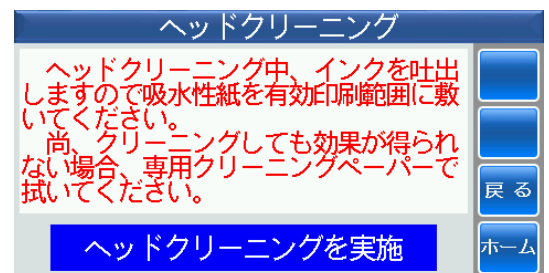 ヘッドクリーニング
ヘッドクリーニング中、インクを吐出
しますので吸水性紙を有効印刷範囲に敷
いてください。
尚、クリーニングしても効果が得られ
ない場合、専用クリーニングペーパーで
拭いてください。
戻る
ヘッドクリーニングを実施
ホーム